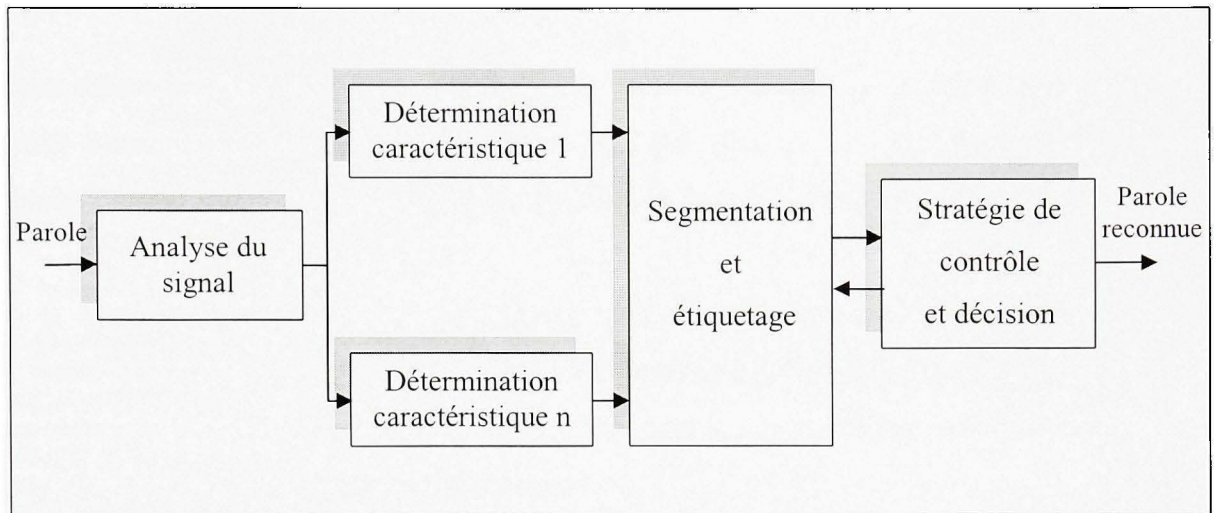 Parole
Analyse du
signal
Détermination
caractéristique 1
Détermination
caractéristique n
Segmentation
et
étiquetage
Stratégie de
contrôle
et décision
Parole
reconnue